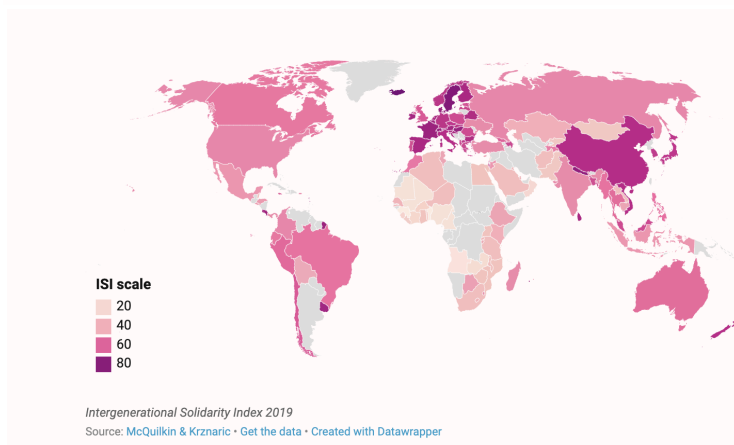 ISI scale
20
40
60
80
Intergenerational Solidarity Index 2019
Source: McQuilkin & Krznaric • Get the data • Created with Datawrapper